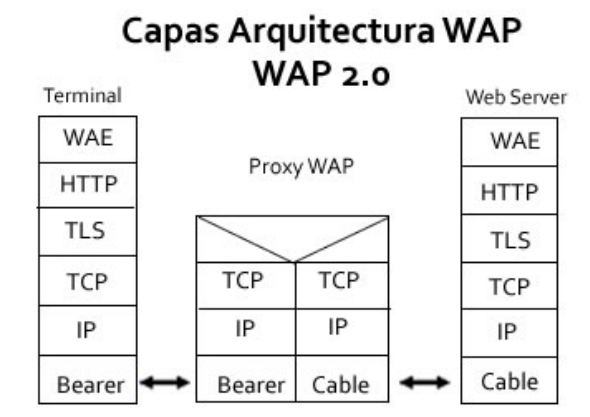 Capas Arquitectura WAP
WAP 2.0
Terminal
WAE
HTTP
TLS
TCP
IP
Bearer
Proxy WAP
TCP TCP
IP IP
Bearer Cable
Web Server
WAE
HTTP
TLS
TCP
IP
Cable